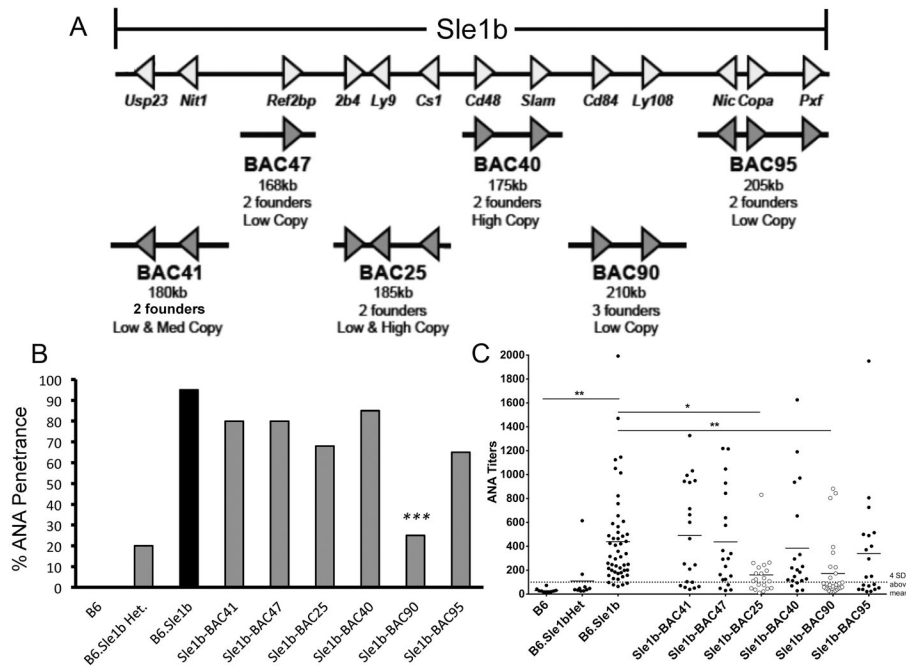 A
Sle1b
Usp23 Nit1 Ref2bp 2b4 Ly9 Cs1 Cd48 Slam Cd84 Ly108 Nic Copa Pxf
BAC47
168kb
2 founders
Low Copy
BAC40
175kb
2 founders
High Copy
BAC95
205kb
2 founders
Low Copy
BAC41
180kb
2 founders
Low & Med Copy
BAC25
185kb
2 founders
Low & High Copy
BAC90
210kb
3 founders
Low Copy
B
% ANA Penetrance
100
90
80
70
60
50
40
30
20
10
0
***
B6
B6.Sle1b Het.
B6.Sle1b
Sle1b-BAC41
Sle1b-BAC47
Sle1b-BAC25
Sle1b-BAC40
Sle1b-BAC90
Sle1b-BAC95
C
ANA Titers
2000
1800
1600
1400
1200
1000
800
600
400
200
0
**
*
**
4 SD
above
mean
B6
B6.Sle1bHet
B6.Sle1b
Sle1b-BAC41
Sle1b-BAC47
Sle1b-BAC25
Sle1b-BAC40
Sle1b-BAC90
Sle1b-BAC95